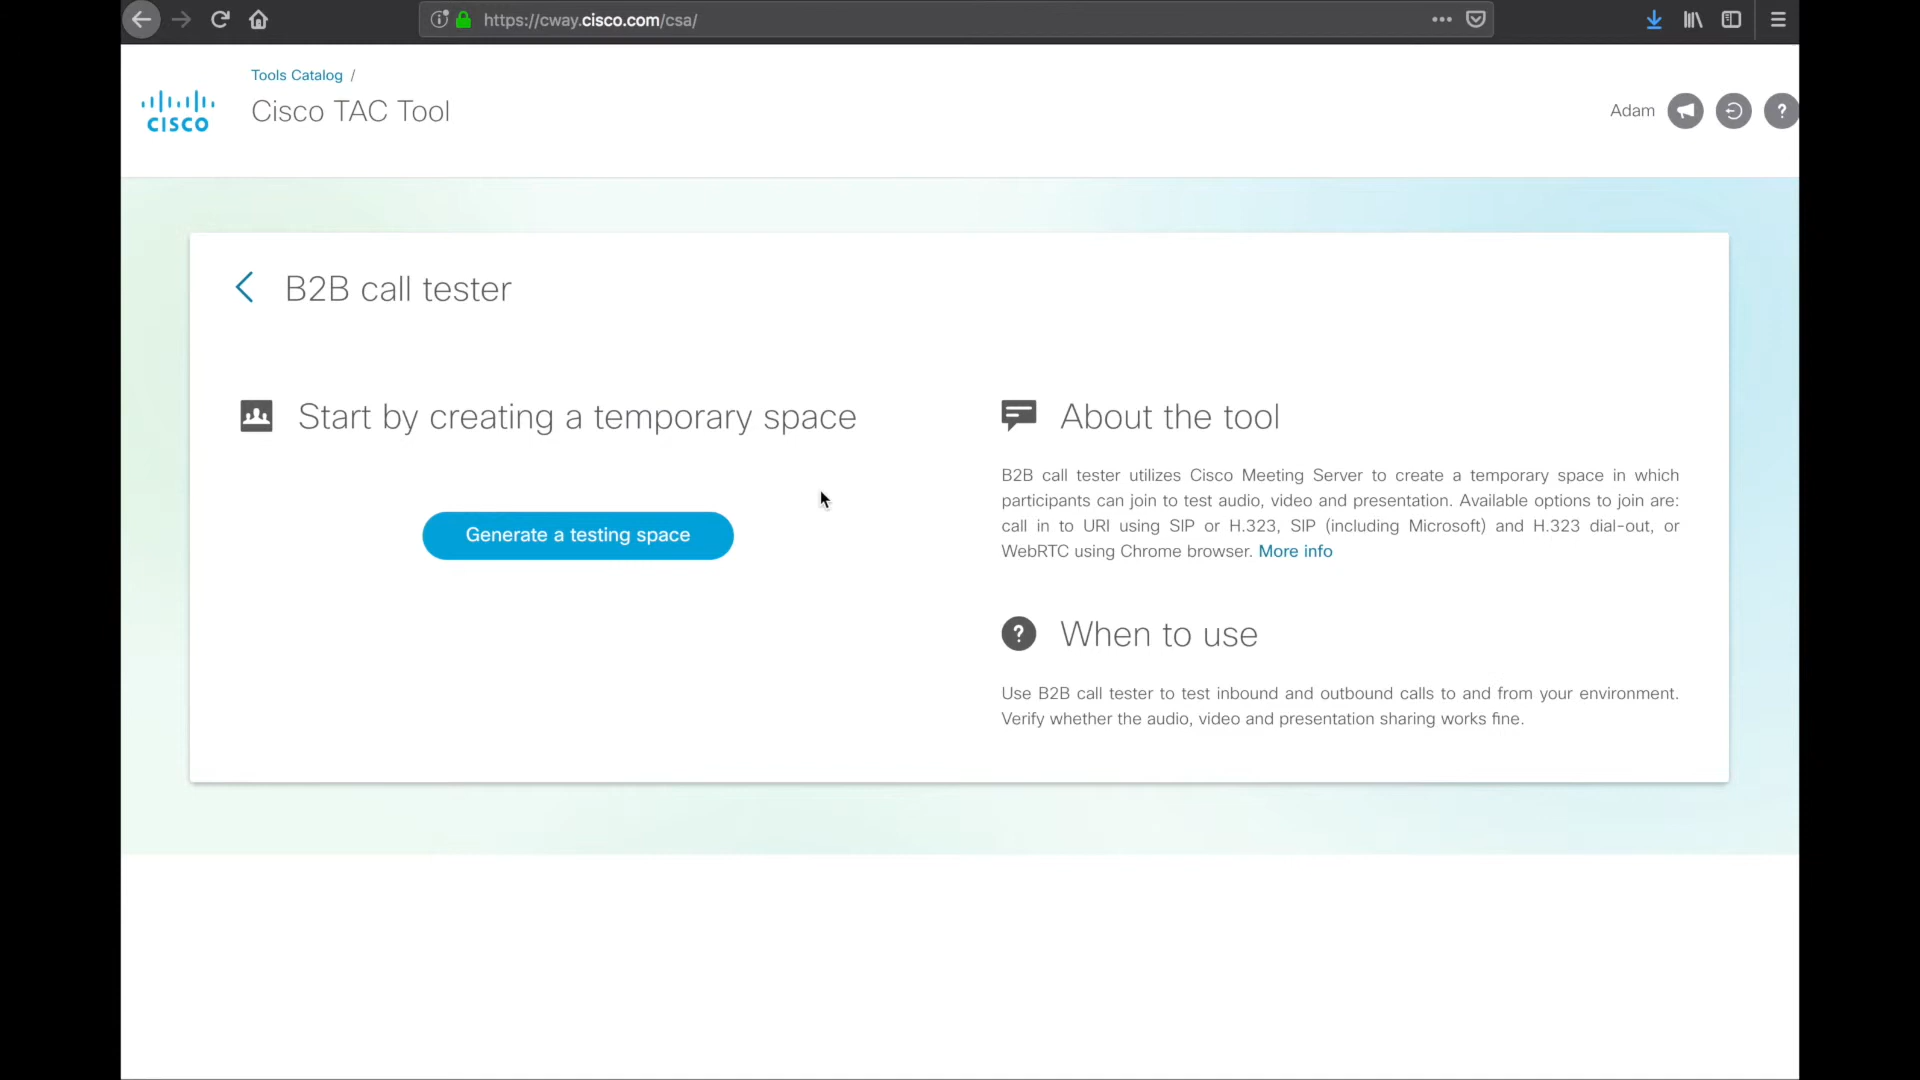 https://cway.cisco.com/csa/
Tools Catalog /
CISCO
Cisco TAC Tool
Adam
?
B2B call tester
Start by creating a temporary space
Generate a testing space
About the tool
B2B call tester utilizes Cisco Meeting Server to create a temporary space in which
participants can join to test audio, video and presentation. Available options to join are:
call in to URI using SIP or H.323, SIP (including Microsoft) and H.323 dial-out, or
WebRTC using Chrome browser. More info
? When to use
Use B2B call tester to test inbound and outbound calls to and from your environment.
Verify whether the audio, video and presentation sharing works fine.